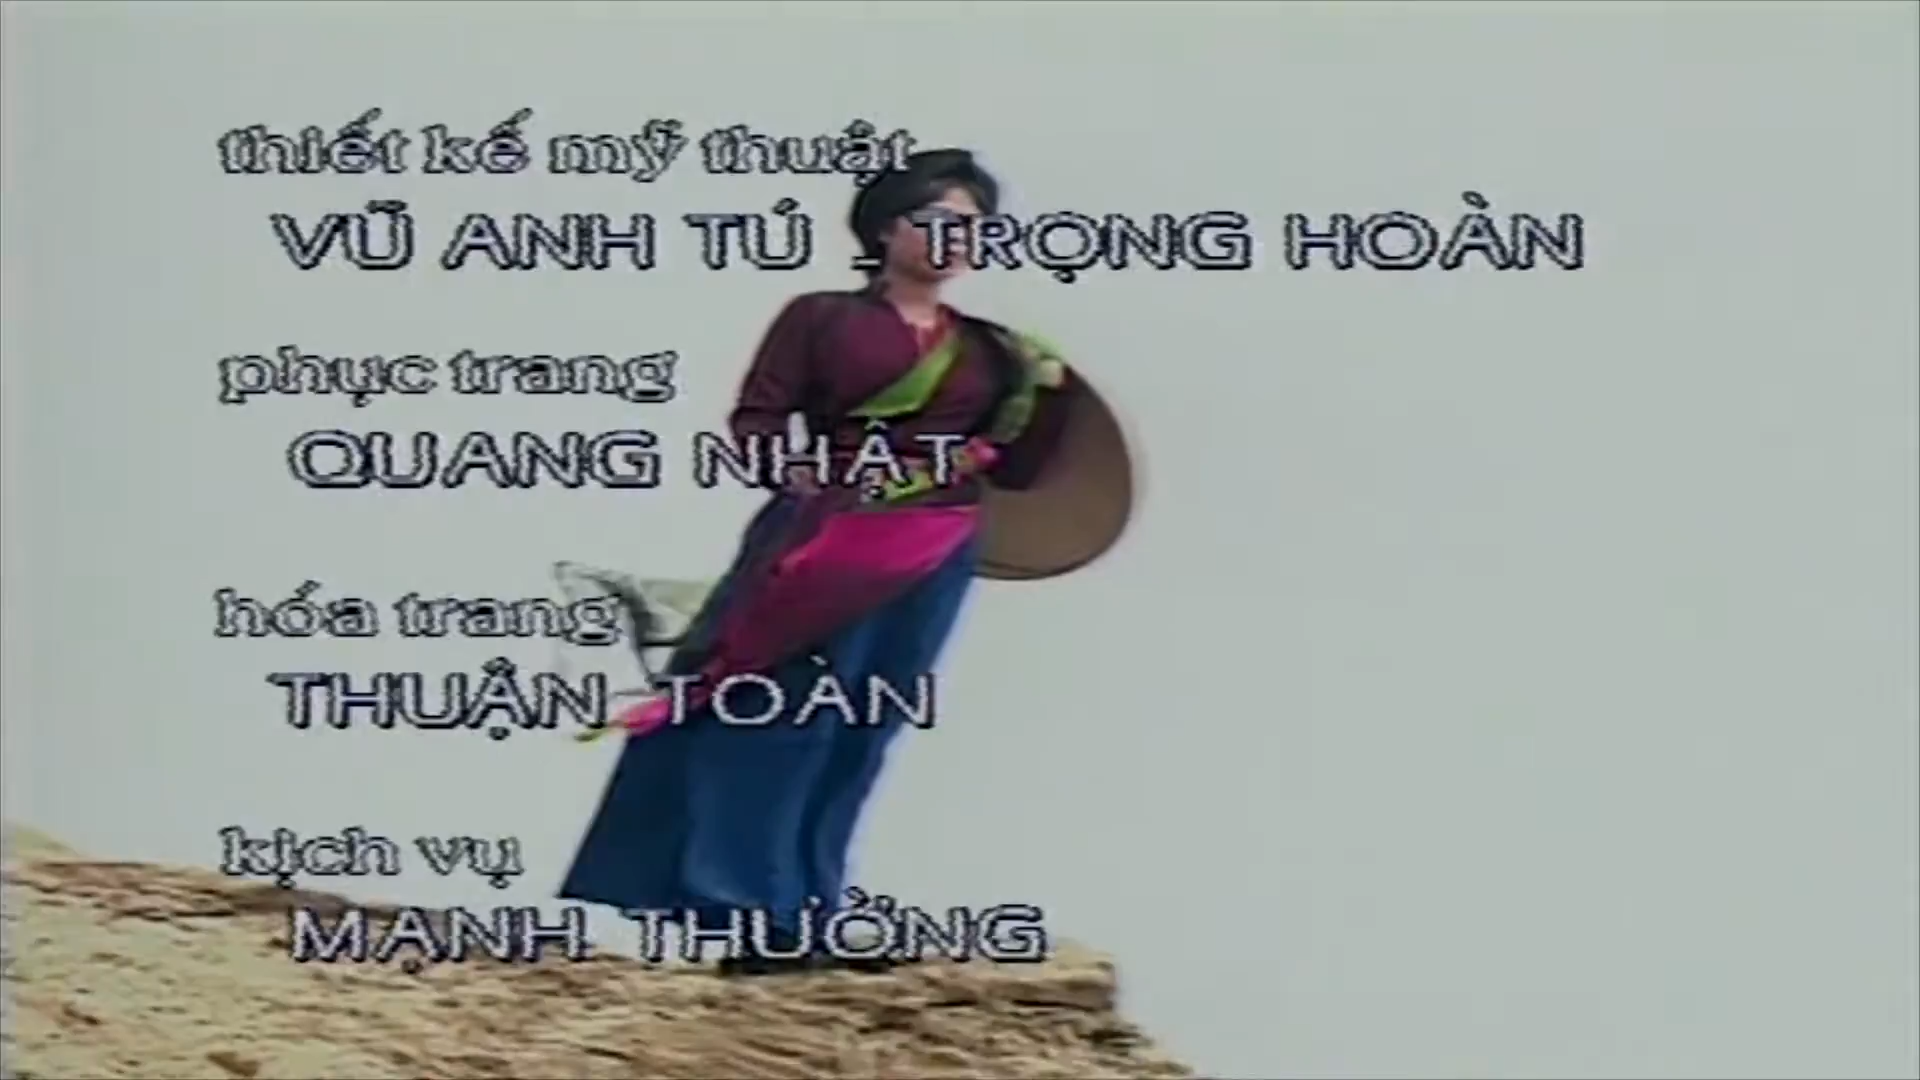 thiết kế mỹ thuật
VŨ ANH TÚ _ TRỌNG HOÀN
phục trang
QUANG NHẬT
hóa trang
THUẬN TOÀN
kịch vụ
MẠNH THƯỜNG